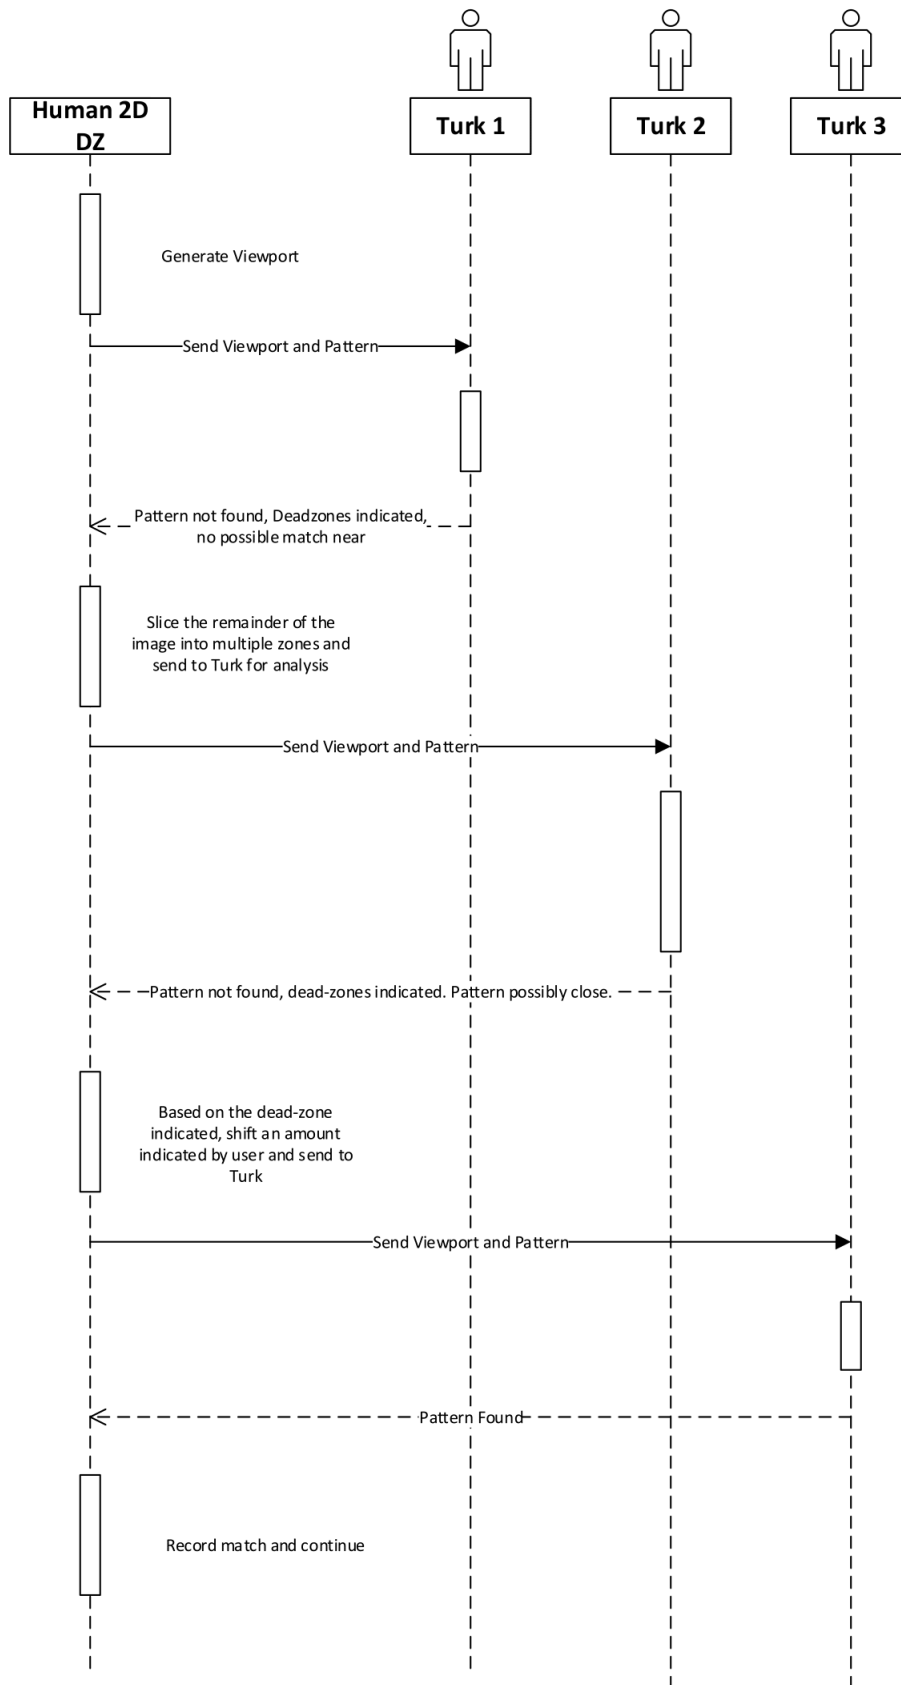 Human 2D
DZ
Turk 1
Turk 2
Turk 3
Generate Viewport
Send Viewport and Pattern
Pattern not found, Deadzones indicated,
no possible match near
Slice the remainder of the
image into multiple zones and
send to Turk for analysis
Send Viewport and Pattern
Pattern not found, dead-zones indicated. Pattern possibly close.
Based on the dead-zone
indicated, shift an amount
indicated by user and send to
Turk
Send Viewport and Pattern
Pattern Found
Record match and continue